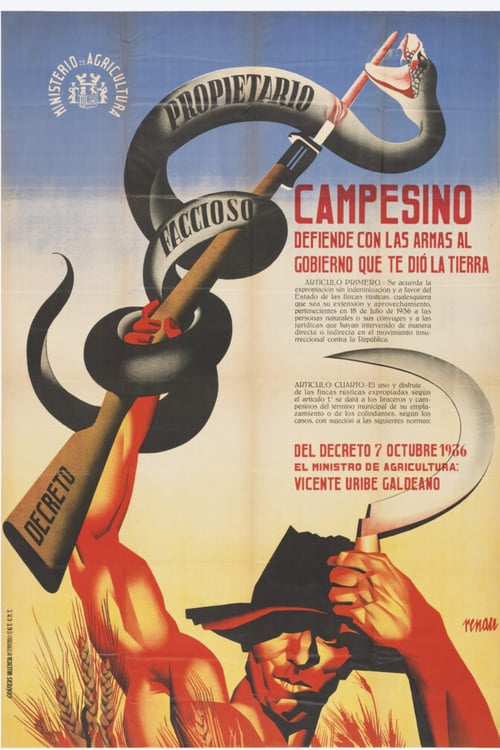 MINISTERIO DE AGRICULTURA
PROPIETARIO
FACCIOSO
CAMPESINO
DEFIENDE CON LAS ARMAS AL
GOBIERNO QUE TE DIÓ LA TIERRA
ARTICULO PRIMERO.- Se acuerda la
expropiación sin indemnización y a favor del
Estado de las fincas rústicas, cualesquiera
que sea su extensión y aprovechamiento,
pertenecientes en 18 de Julio de 1936 a las
personas naturales o sus cónyuges y a las
jurídicas que hayan intervenido de manera
directa o indirecta en el movimiento insu-
rreccional contra la República.
ARTICULO CUARTO.-El uso y disfrute
de las fincas rústicas expropiadas según
el artículo 1º se dará a los braceros y cam-
pesinos del término municipal de su empla-
zamiento o de los colindantes, según los
casos, con sujeción a las siguientes normas:
DEL DECRETO 7 OCTUBRE 1936
EL MINISTRO DE AGRICULTURA:
VICENTE URIBE GALDEANO
DECRETO
renau
GRÁFICAS VALENCIA